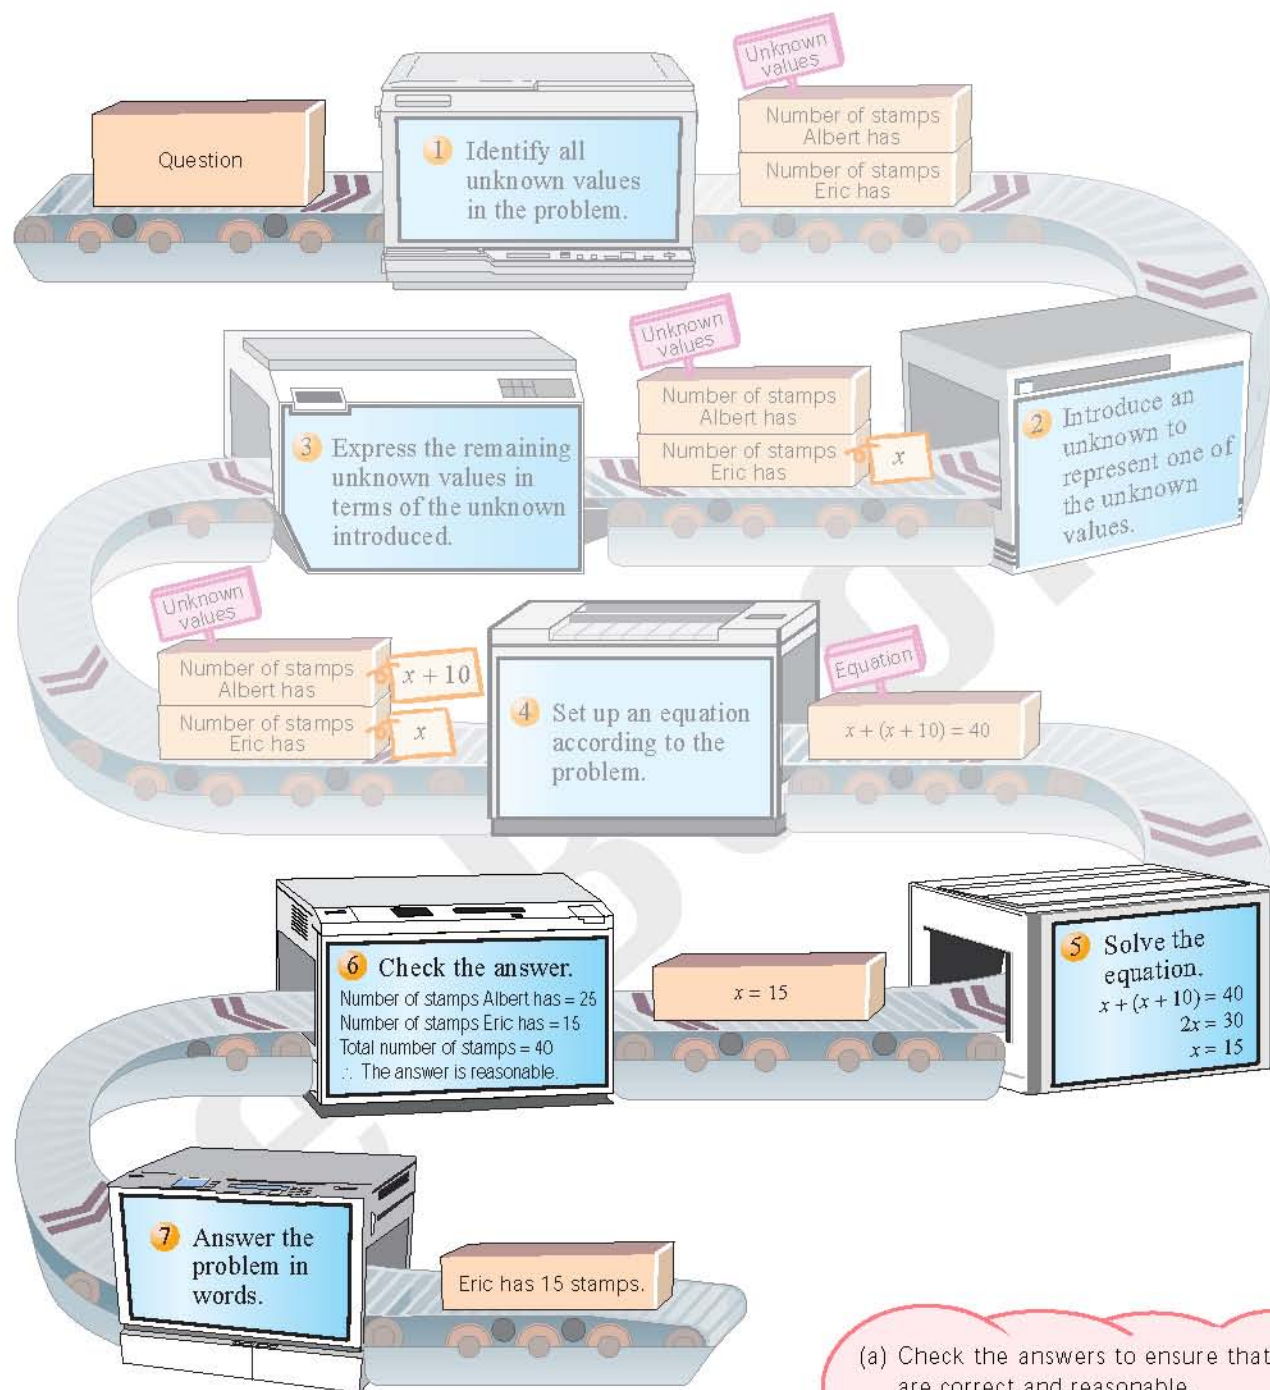 Question
1 Identify all
unknown values
in the problem.
Unknown
values
Number of stamps
Albert has
Number of stamps
Eric has
2 Introduce an
unknown to
represent one of
the unknown
values.
Unknown
values
Number of stamps
Albert has
Number of stamps
Eric has
x
3 Express the remaining
unknown values in
terms of the unknown
introduced.
Unknown
values
Number of stamps
Albert has
x + 10
Number of stamps
Eric has
x
4 Set up an equation
according to the
problem.
Equation
x + (x + 10) = 40
5 Solve the
equation.
x + (x + 10) = 40
2x = 30
x = 15
x = 15
6 Check the answer.
Number of stamps Albert has = 25
Number of stamps Eric has = 15
Total number of stamps = 40
∴ The answer is reasonable.
7 Answer the
problem in
words.
Eric has 15 stamps.
(a) Check the answers to ensure that
are correct and reasonable